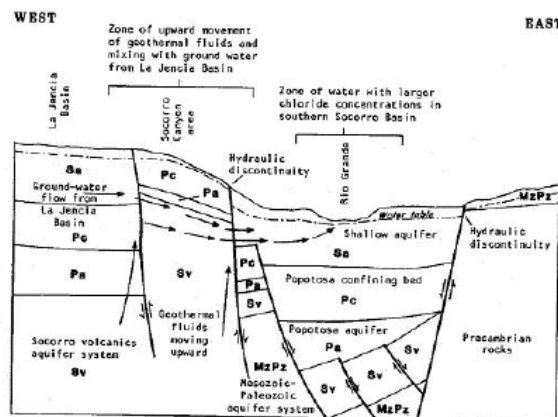 WEST
EAST
Zone of upward movement
of geothermal fluids and
mixing with ground water
from La Jencia Basin
Zone of water with larger
chloride concentrations in
southern Socorro Basin
La Jencia
Basin
Socorro
Canyon
area
Hydraulic
discontinuity
Rio Grande
MzPz
Sa
Pc
Pa
Water table
Ground-water
flow from
La Jencia
Basin
Shallow aquifer
Hydraulic
discontinuity
Sa
Pc
Pc
Popotosa confining bed
Pa
Sv
Pa
Sv
Pc
Geothermal
fluids
moving
upward
Popotosa aquifer
Pa
Precambrian
rocks
Socorro volcanics
aquifer system
Sv
MzPz
Sv
Sv
Sv
Mesozoic-
Paleozoic
aquifer system
MzPz